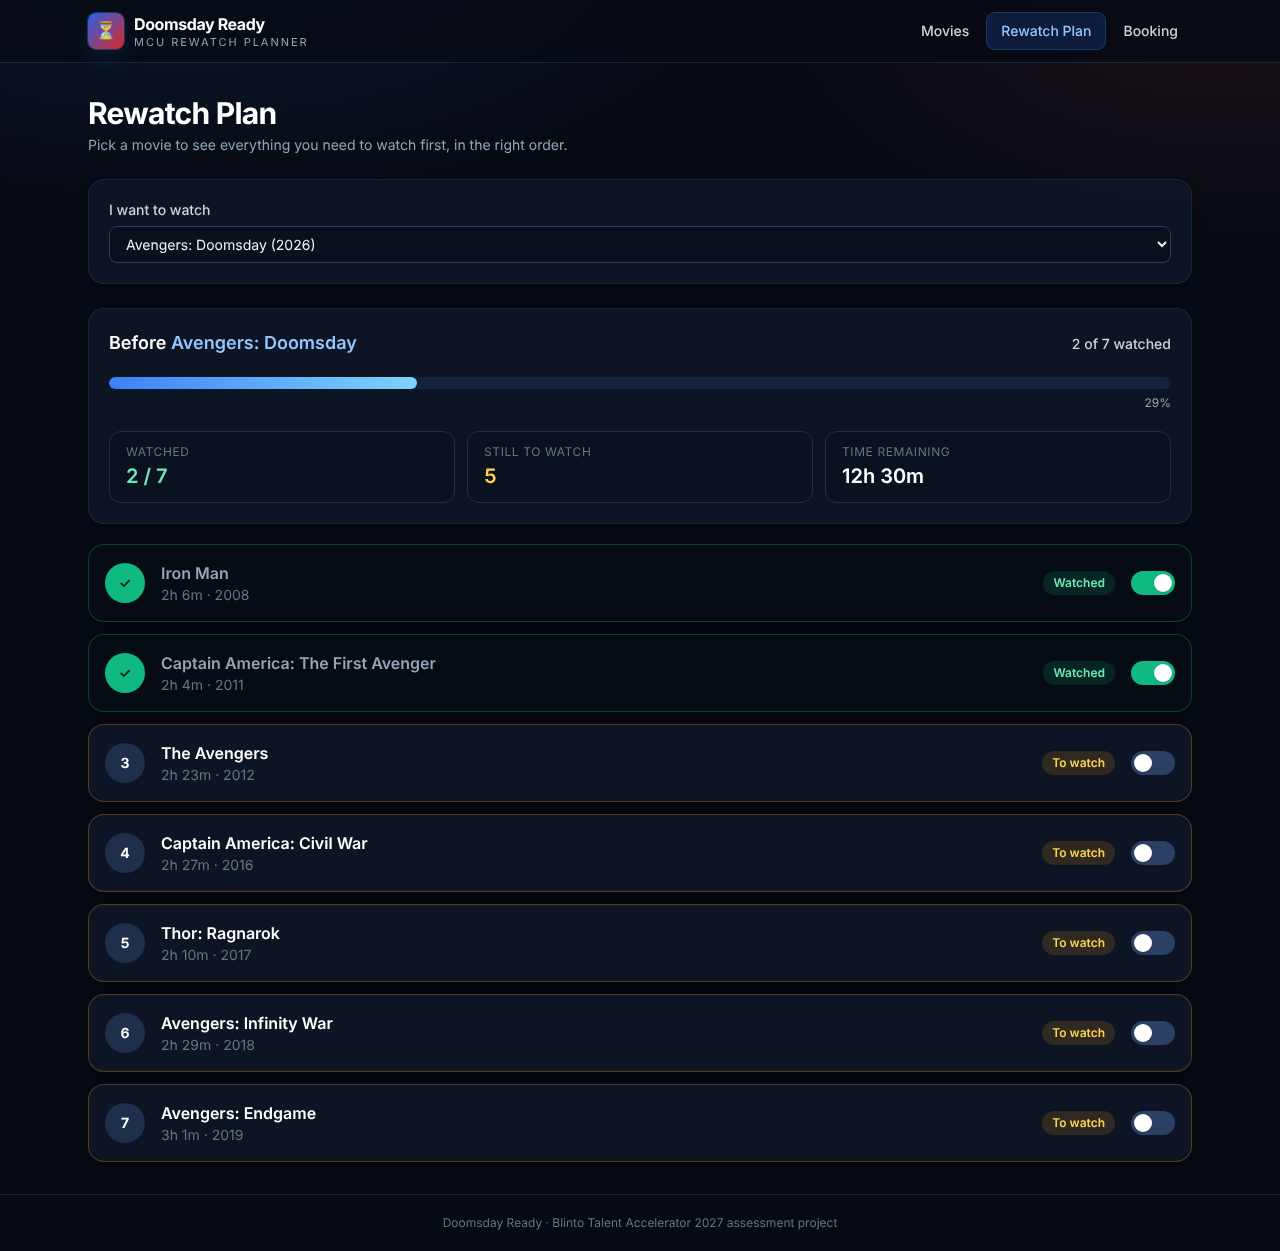 Doomsday Ready
MCU REWATCH PLANNER
Movies
Rewatch Plan
Booking
Rewatch Plan
Pick a movie to see everything you need to watch first, in the right order.
I want to watch
Avengers: Doomsday (2026)
Before Avengers: Doomsday
2 of 7 watched
29%
WATCHED
2 / 7
STILL TO WATCH
5
TIME REMAINING
12h 30m
Iron Man
2h 6m · 2008
Watched
Captain America: The First Avenger
2h 4m · 2011
Watched
3
The Avengers
2h 23m · 2012
To watch
4
Captain America: Civil War
2h 27m · 2016
To watch
5
Thor: Ragnarok
2h 10m · 2017
To watch
6
Avengers: Infinity War
2h 29m · 2018
To watch
7
Avengers: Endgame
3h 1m · 2019
To watch
Doomsday Ready · Blinto Talent Accelerator 2027 assessment project